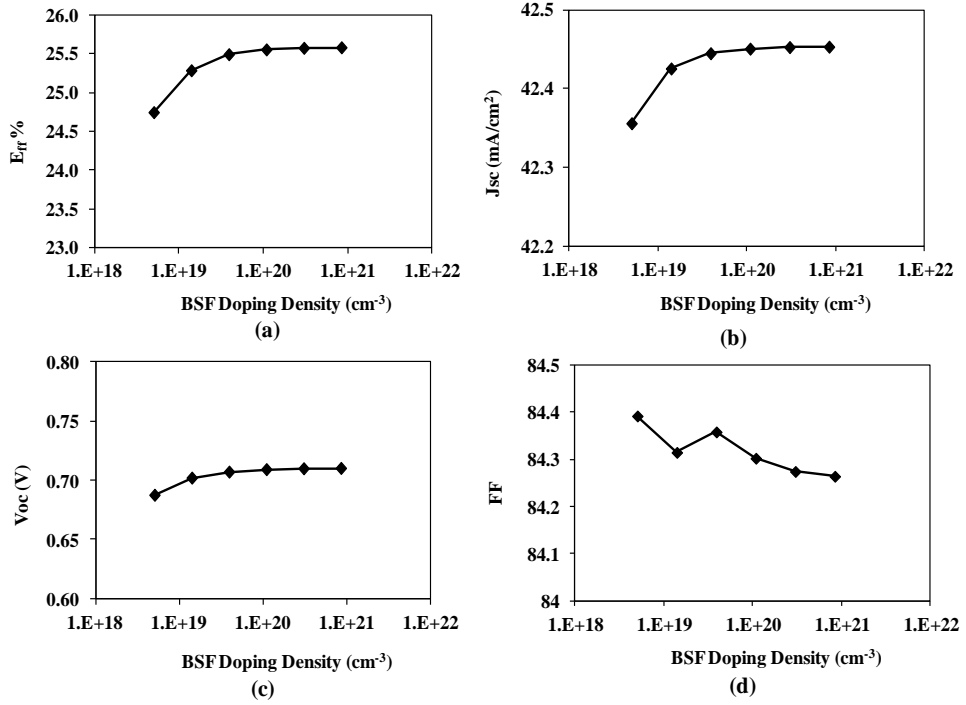 26.0
25.5
25.0
24.5
24.0
23.5
23.0
E_ff %
1.E+18 1.E+19 1.E+20 1.E+21 1.E+22
BSF Doping Density (cm⁻³)
(a)
42.5
42.4
42.3
42.2
Jsc (mA/cm²)
1.E+18 1.E+19 1.E+20 1.E+21 1.E+22
BSF Doping Density (cm⁻³)
(b)
0.80
0.75
0.70
0.65
0.60
Voc (V)
1.E+18 1.E+19 1.E+20 1.E+21 1.E+22
BSF Doping Density (cm⁻³)
(c)
84.5
84.4
84.3
84.2
84.1
84
FF
1.E+18 1.E+19 1.E+20 1.E+21 1.E+22
BSF Doping Density (cm⁻³)
(d)